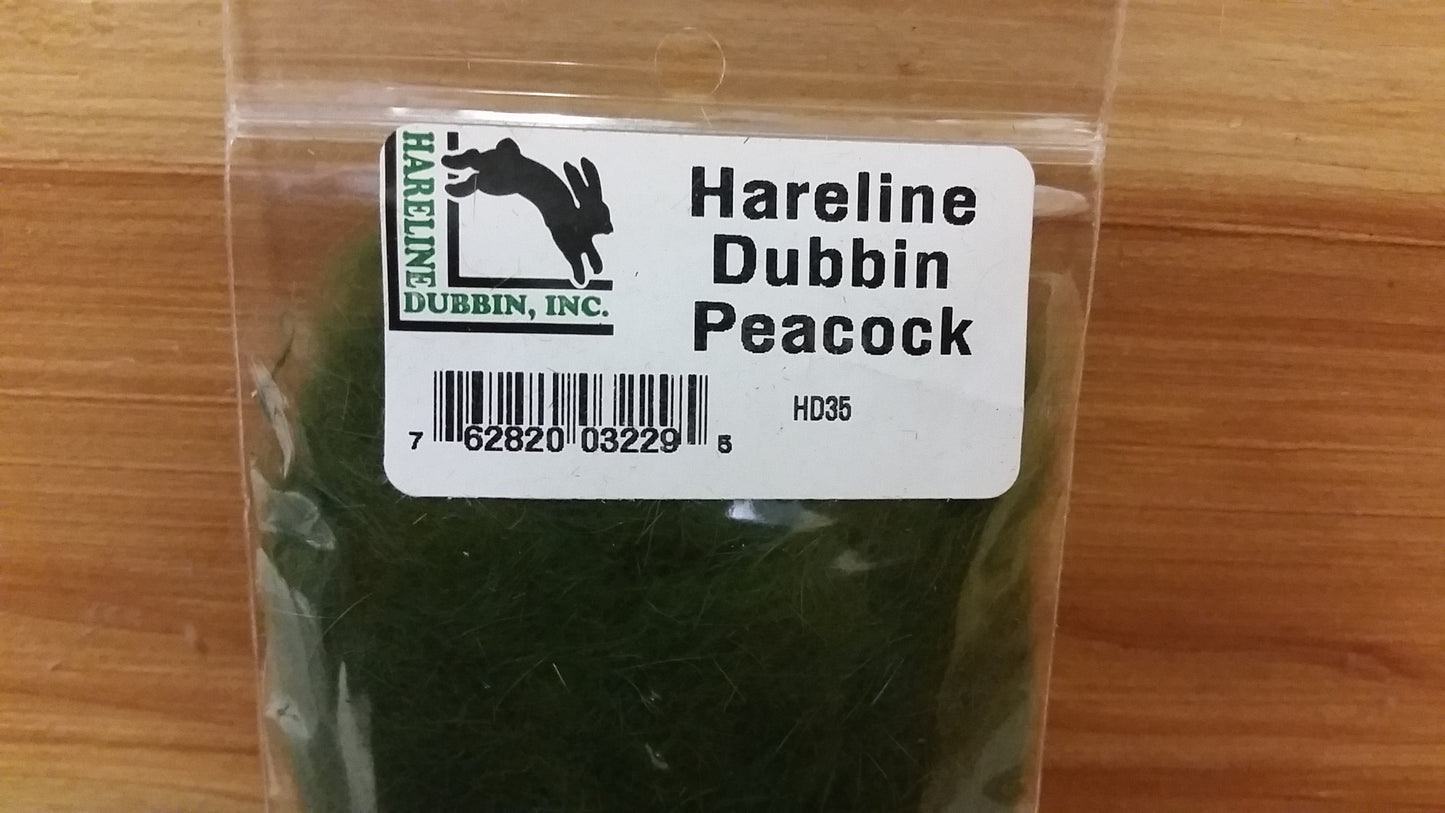 HARELINE
DUBBIN, INC.
Hareline
Dubbin
Peacock
HD35
7 62820 03229 5